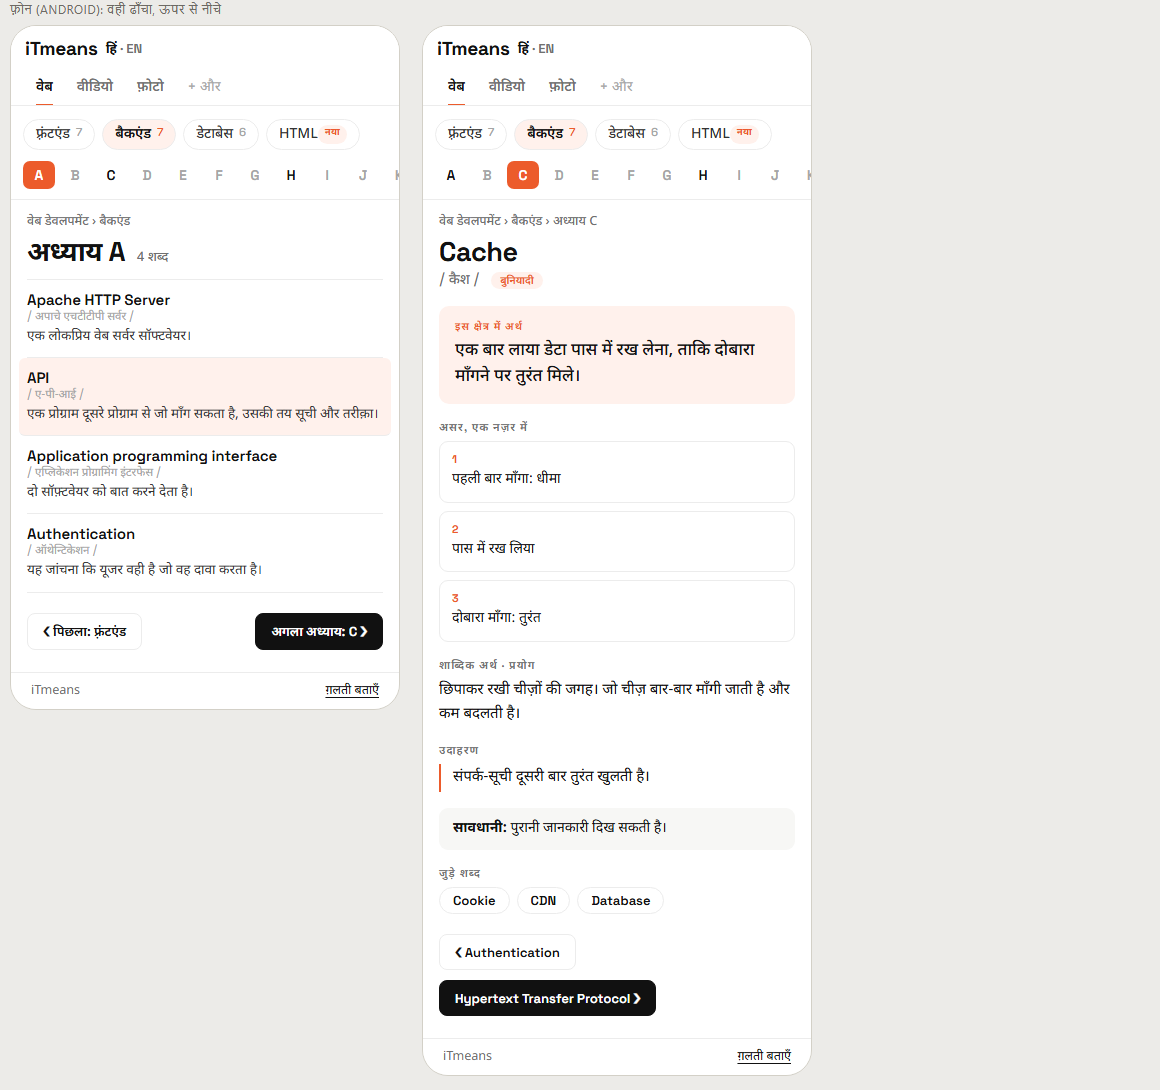 फ़ोन (ANDROID): वही ढाँचा, ऊपर से नीचे
iTmeans हिं · EN
वेब वीडियो फ़ोटो + और
फ़्रंटएंड 7 बैकएंड 7 डेटाबेस 6 HTML नया
A B C D E F G H I J
वेब डेवलपमेंट › बैकएंड
अध्याय A 4 शब्द
Apache HTTP Server
/ अपाचे एचटीटीपी सर्वर /
एक लोकप्रिय वेब सर्वर सॉफ्टवेयर।
API
/ ए-पी-आई /
एक प्रोग्राम दूसरे प्रोग्राम से जो माँग सकता है, उसकी तय सूची और तरीक़ा।
Application programming interface
/ एप्लिकेशन प्रोग्रामिंग इंटरफेस /
दो सॉफ़्टवेयर को बात करने देता है।
Authentication
/ ऑथेन्टिकेशन /
यह जांचना कि यूजर वही है जो वह दावा करता है।
❮ पिछला: फ़्रंटएंड अगला अध्याय: C ❯
iTmeans ग़लती बताएँ
iTmeans हिं · EN
वेब वीडियो फ़ोटो + और
फ़्रंटएंड 7 बैकएंड 7 डेटाबेस 6 HTML नया
A B C D E F G H I J
वेब डेवलपमेंट › बैकएंड › अध्याय C
Cache
/ कैश / बुनियादी
इस क्षेत्र में अर्थ
एक बार लाया डेटा पास में रख लेना, ताकि दोबारा
माँगने पर तुरंत मिले।
असर, एक नज़र में
1
पहली बार माँगा: धीमा
2
पास में रख लिया
3
दोबारा माँगा: तुरंत
शाब्दिक अर्थ · प्रयोग
छिपाकर रखी चीज़ों की जगह। जो चीज़ बार-बार माँगी जाती है और
कम बदलती है।
उदाहरण
संपर्क-सूची दूसरी बार तुरंत खुलती है।
सावधानी: पुरानी जानकारी दिख सकती है।
जुड़े शब्द
Cookie CDN Database
❮ Authentication
Hypertext Transfer Protocol ❯
iTmeans ग़लती बताएँ